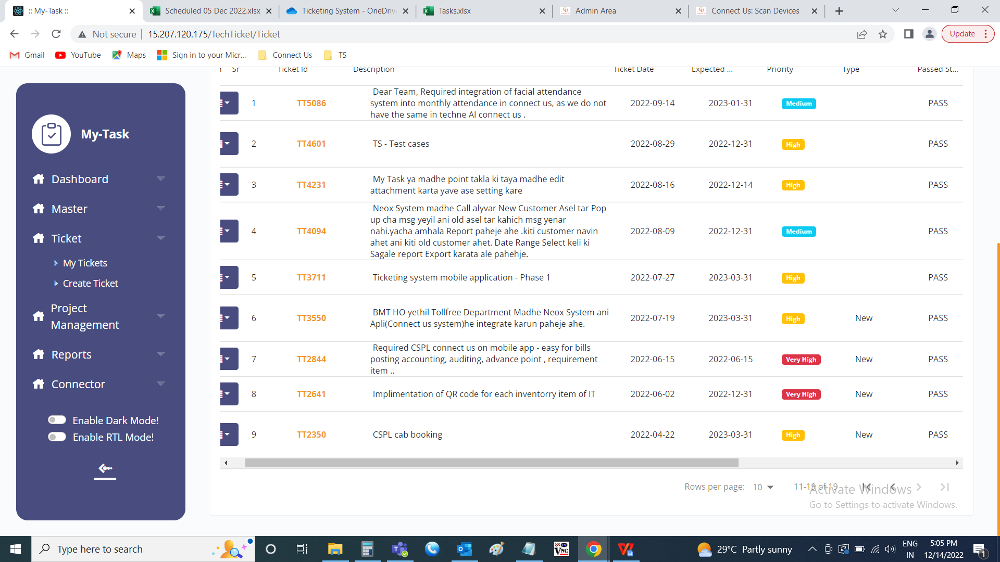 :: My-Task ::
Scheduled 05 Dec 2022.xlsx
Ticketing System - OneDrive
Tasks.xlsx
Admin Area
Connect Us: Scan Devices
Not secure
15.207.120.175/TechTicket/Ticket
Update
Gmail
YouTube
Maps
Sign in to your Micr...
Connect Us
TS
Sr
Ticket Id
Description
Ticket Date
Expected ...
Priority
Type
Passed St...
My-Task
Dashboard
Master
Ticket
My Tickets
Create Ticket
Project
Management
Reports
Connector
Enable Dark Mode!
Enable RTL Mode!
1
TT5086
Dear Team, Required integration of facial attendance
system into monthly attendance in connect us, as we do not
have the same in techne AI connect us .
2022-09-14
2023-01-31
Medium
PASS
2
TT4601
TS - Test cases
2022-08-29
2022-12-31
High
PASS
3
TT4231
My Task ya madhe point takla ki taya madhe edit
attachment karta yave ase setting kare
2022-08-16
2022-12-14
High
PASS
4
TT4094
Neox System madhe Call alyvar New Customer Asel tar Pop
up cha msg yeyil ani old asel tar kahich msg yenar
nahi.yacha amhala Report paheje ahe .kiti customer navin
ahet ani kiti old customer ahet. Date Range Select keli ki
Sagale report Export karata ale pahehje.
2022-08-09
2022-12-31
Medium
PASS
5
TT3711
Ticketing system mobile application - Phase 1
2022-07-27
2023-03-31
High
PASS
6
TT3550
BMT HO yethil Tollfree Department Madhe Neox System ani
Apli(Connect us system)he integrate karun paheje ahe.
2022-07-19
2023-03-31
High
New
PASS
7
TT2844
Required CSPL connect us on mobile app - easy for bills
posting accounting, auditing, advance point , requirement
item ..
2022-06-15
2022-06-15
Very High
New
PASS
8
TT2641
Implimentation of QR code for each inventorry item of IT
2022-06-02
2022-12-31
Very High
New
PASS
9
TT2350
CSPL cab booking
2022-04-22
2023-03-31
High
New
PASS
Rows per page:
10
11-19 of 19
Activate Windows
Go to Settings to activate Windows.
Type here to search
VNC
29°C Partly sunny
ENG
IN
5:05 PM
12/14/2022
1